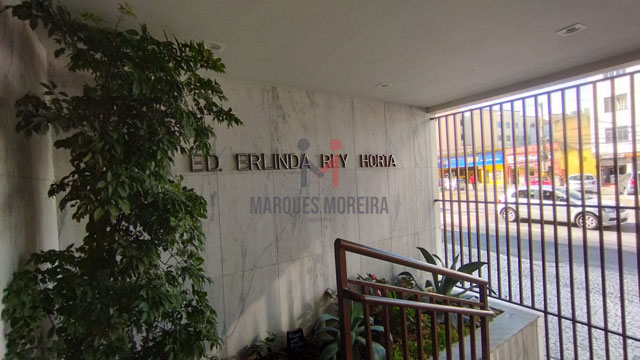 ED. ERLINDA REY HORTA
MARQUES MOREIRA